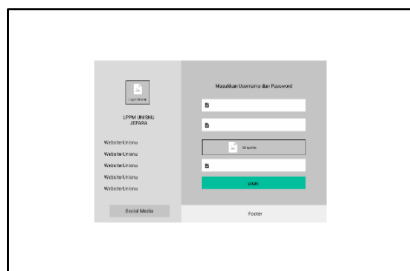 LPPM UNISNU
JEPARA
Website Unisnu
Website Unisnu
Website Unisnu
Website Unisnu
Website Unisnu
Social Media
Masukkan Username dan Password
Footer